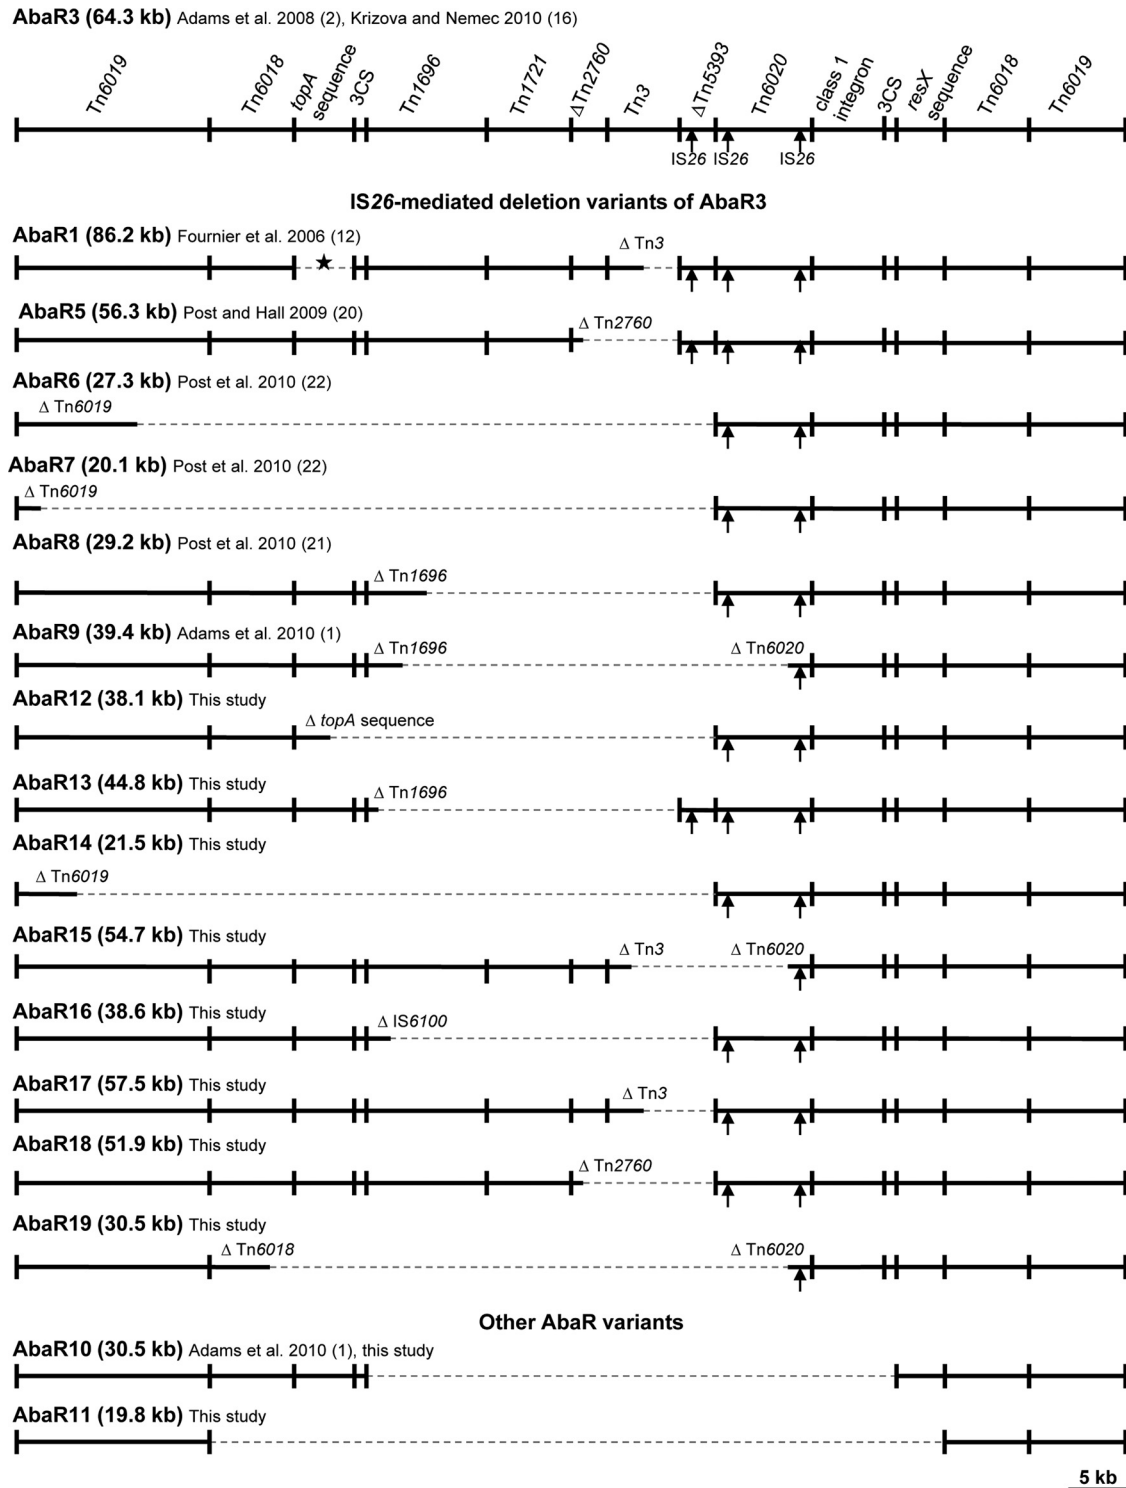 AbaR3 (64.3 kb) Adams et al. 2008 (2), Krizova and Nemec 2010 (16)
Tn6019 Tn6018 topA sequence 3CS Tn1696 Tn1721 ΔTn2760 Tn3 ΔTn5393 Tn6020 class 1 integron 3CS resX sequence Tn6018 Tn6019
IS26 IS26 IS26
IS26-mediated deletion variants of AbaR3
AbaR1 (86.2 kb) Fournier et al. 2006 (12)
Δ Tn3
★
AbaR5 (56.3 kb) Post and Hall 2009 (20)
Δ Tn2760
AbaR6 (27.3 kb) Post et al. 2010 (22)
Δ Tn6019
AbaR7 (20.1 kb) Post et al. 2010 (22)
Δ Tn6019
AbaR8 (29.2 kb) Post et al. 2010 (21)
Δ Tn1696
AbaR9 (39.4 kb) Adams et al. 2010 (1)
Δ Tn1696 Δ Tn6020
AbaR12 (38.1 kb) This study
Δ topA sequence
AbaR13 (44.8 kb) This study
Δ Tn1696
AbaR14 (21.5 kb) This study
Δ Tn6019
AbaR15 (54.7 kb) This study
Δ Tn3 Δ Tn6020
AbaR16 (38.6 kb) This study
Δ IS6100
AbaR17 (57.5 kb) This study
Δ Tn3
AbaR18 (51.9 kb) This study
Δ Tn2760
AbaR19 (30.5 kb) This study
Δ Tn6018 Δ Tn6020
Other AbaR variants
AbaR10 (30.5 kb) Adams et al. 2010 (1), this study
AbaR11 (19.8 kb) This study
5 kb